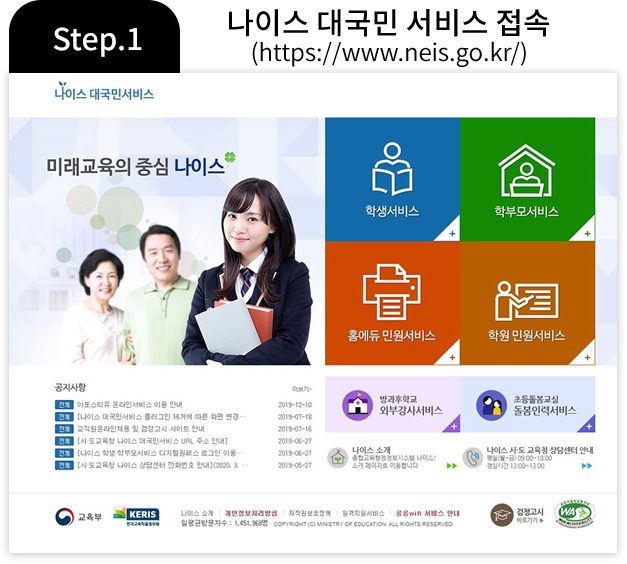 Step.1
나이스 대국민 서비스 접속
(https://www.neis.go.kr/)
나이스 대국민서비스
미래교육의 중심 나이스
학생서비스
학부모서비스
홈에듀 민원서비스
학원 민원서비스
공지사항
더보기
전체 아포스티유 온라인서비스 이용 안내 2019-12-10
전체 [나이스 대국민서비스 플러그인 제거에 따른 화면 변경… 2019-07-18
전체 교직원온라인채용 및 검정고시 사이트 안내 2019-07-16
전체 [시·도교육청 나이스 대국민서비스 URL 주소 안내] 2019-06-27
전체 [나이스 학생·학부모서비스 디지털원패스 로그인 이용… 2019-06-27
전체 [시·도교육청 나이스 상담센터 전화번호 안내](2020. 3. … 2019-05-27
방과후학교
외부강사서비스
초등돌봄교실
돌봄인력서비스
나이스 소개
종합교육행정정보시스템 나이스!
소개 페이지로 이동합니다
나이스 시·도 교육청 상담센터 안내
평일(월~금) 09:00~18:00
점심시간 12:00~13:00
교육부
KERIS
한국교육학술정보원
나이스 소개 | 개인정보처리방침 | 저작권보호정책 | 원격지원서비스 | 공공wifi 서비스 안내
일평균방문자수 : 1,451,968명 COPYRIGHT (C) MINISTRY OF EDUCATION. ALL RIGHTS RESERVED.
검정고시
바로가기
WA
WEB ACCESSIBILITY